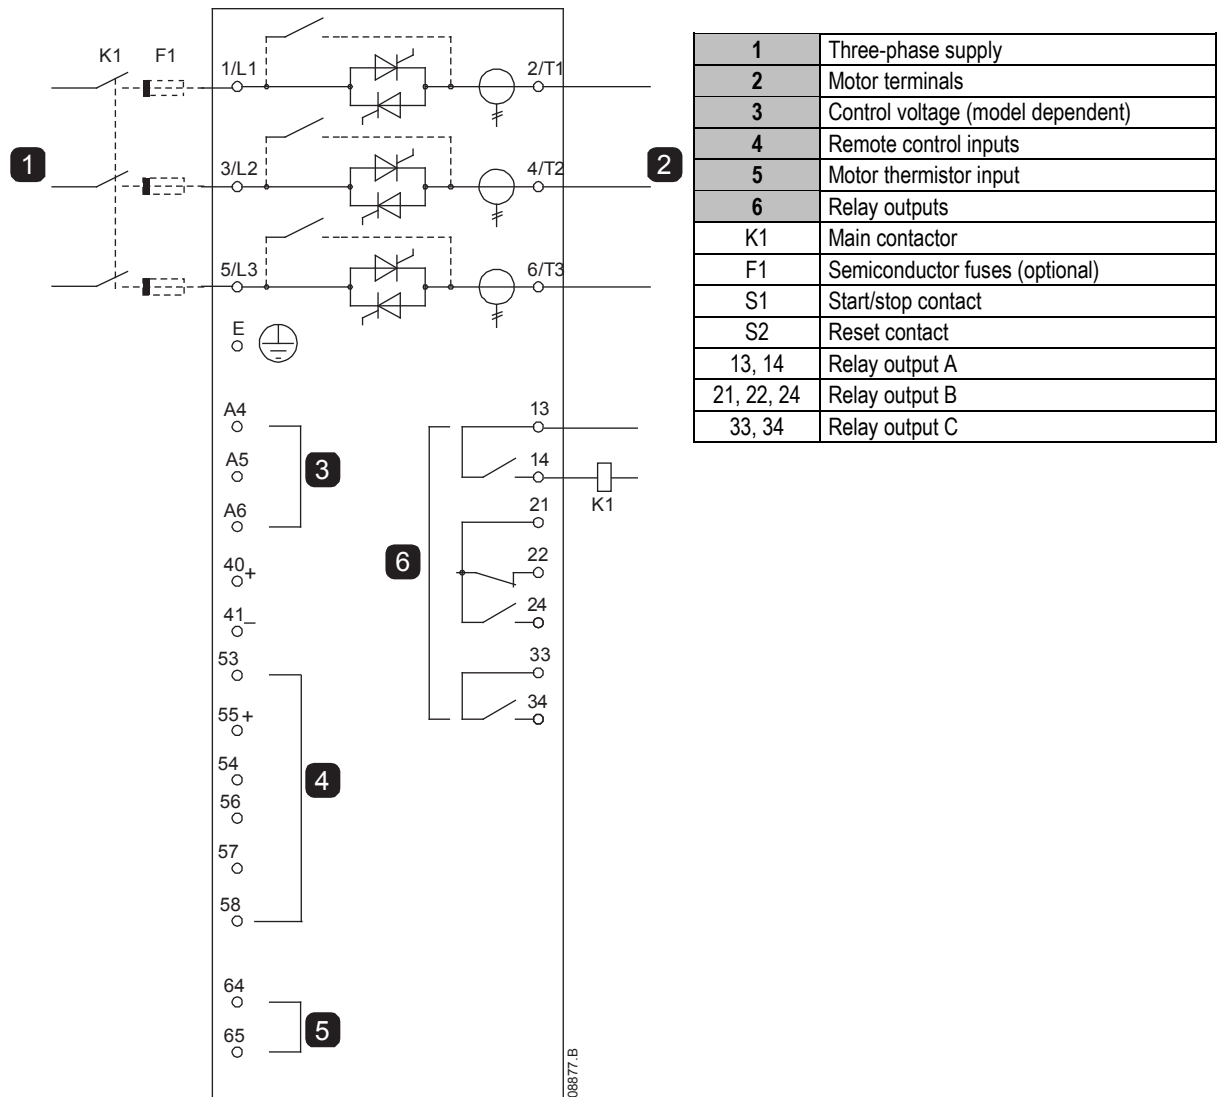 K1 F1
1/L1 2/T1
3/L2 4/T2
1 2
5/L3 6/T3
E
A4 13
A5 3 14
K1
A6 21
40 + 6 22
41 – 24
53 33
55 + 34
54 4
56
57
58
64
65 5
08877.B
1 Three-phase supply
2 Motor terminals
3 Control voltage (model dependent)
4 Remote control inputs
5 Motor thermistor input
6 Relay outputs
K1 Main contactor
F1 Semiconductor fuses (optional)
S1 Start/stop contact
S2 Reset contact
13, 14 Relay output A
21, 22, 24 Relay output B
33, 34 Relay output C